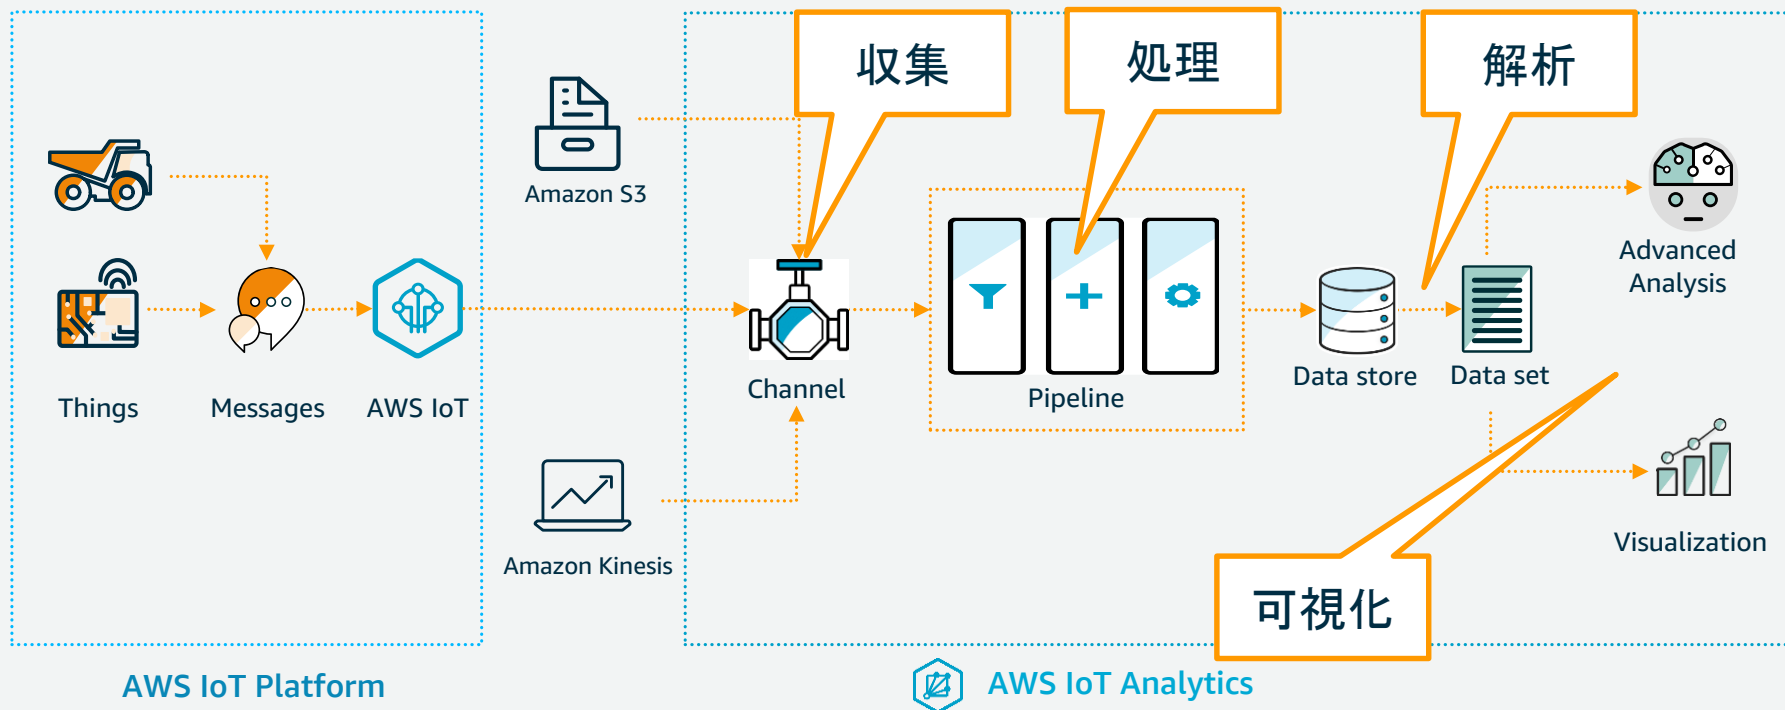 収集
処理
解析
Amazon S3
Advanced
Analysis
Things
Messages
AWS IoT
Channel
Pipeline
Data store
Data set
Amazon Kinesis
Visualization
可視化
AWS IoT Platform
AWS IoT Analytics